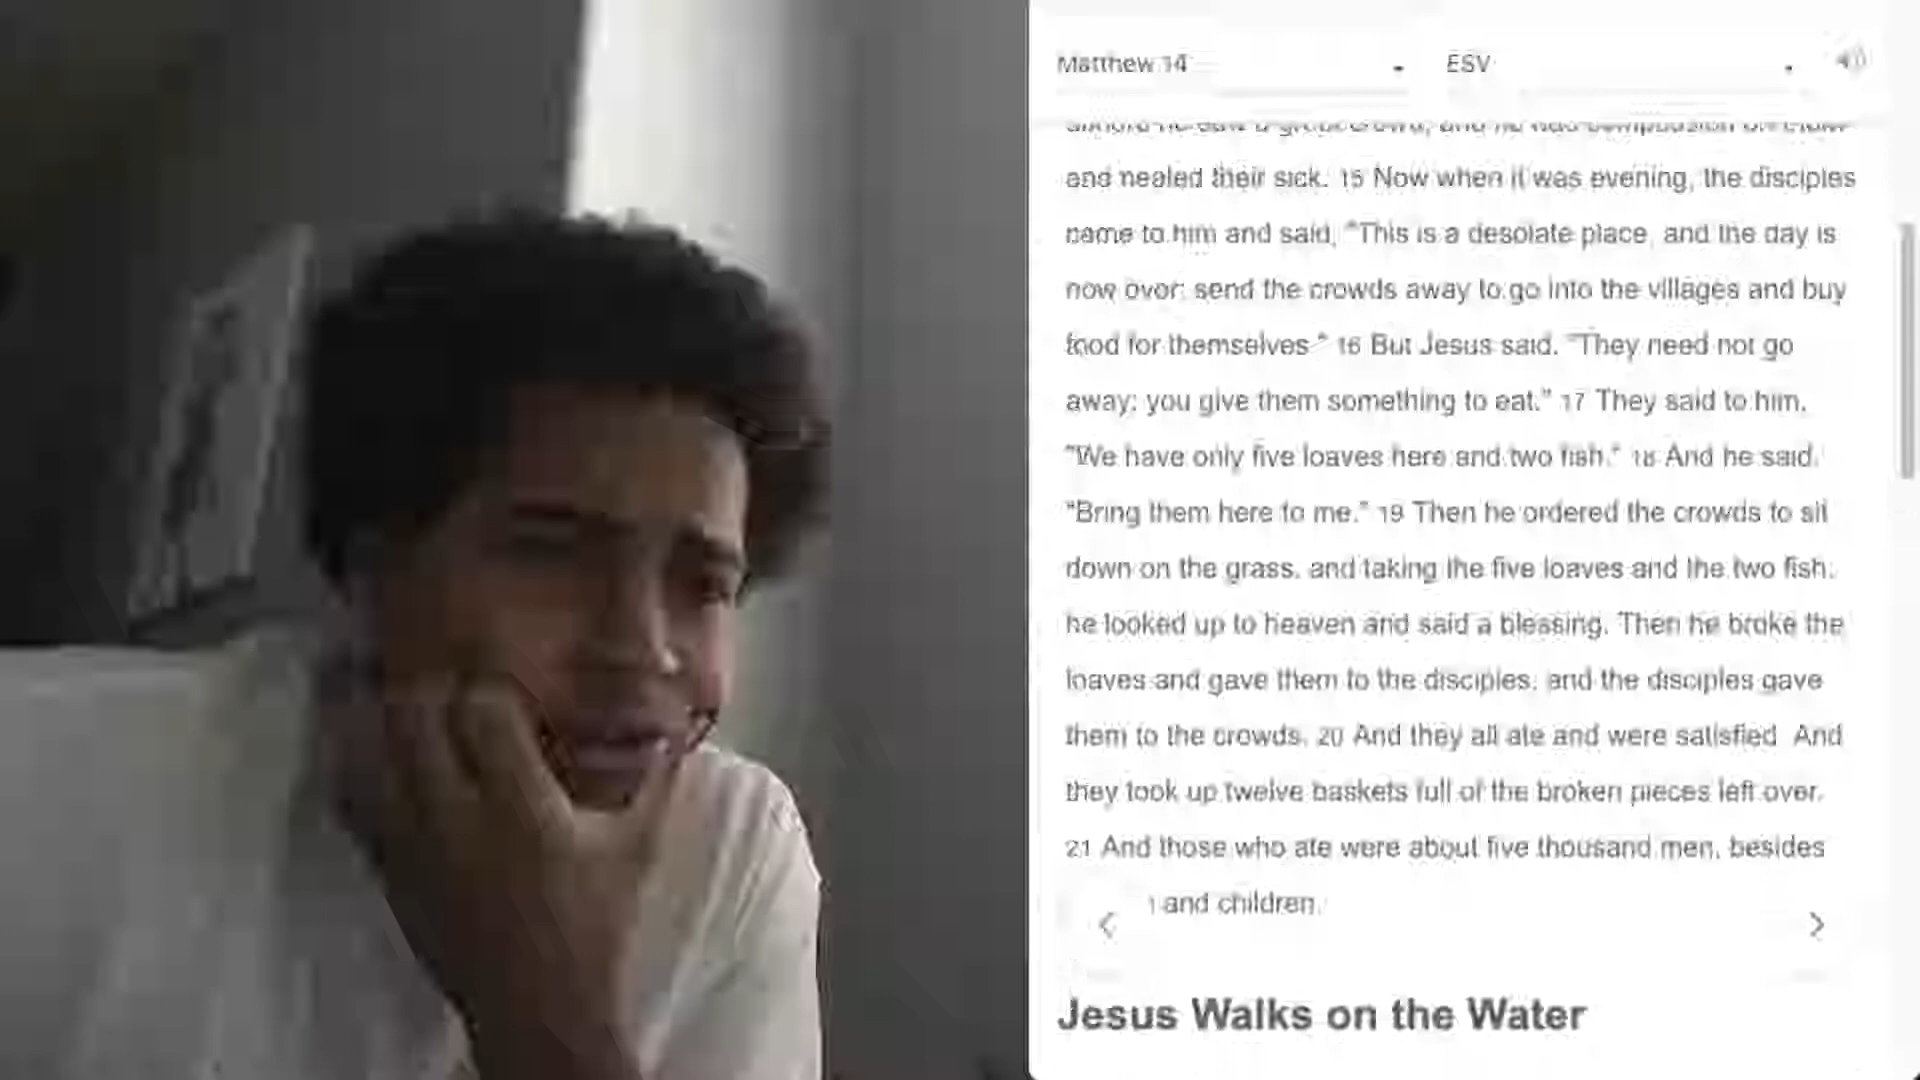 Matthew 14
ESV
and healed their sick. 15 Now when it was evening, the disciples
came to him and said, "This is a desolate place, and the day is
now over; send the crowds away to go into the villages and buy
food for themselves." 16 But Jesus said, "They need not go
away; you give them something to eat." 17 They said to him,
"We have only five loaves here and two fish." 18 And he said,
"Bring them here to me." 19 Then he ordered the crowds to sit
down on the grass, and taking the five loaves and the two fish,
he looked up to heaven and said a blessing. Then he broke the
loaves and gave them to the disciples, and the disciples gave
them to the crowds. 20 And they all ate and were satisfied. And
they took up twelve baskets full of the broken pieces left over.
21 And those who ate were about five thousand men, besides
and children.
Jesus Walks on the Water